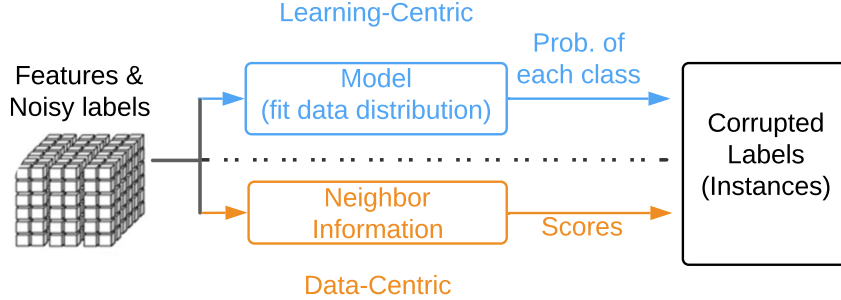 Learning-Centric
Features &
Noisy labels
Model
(fit data distribution)
Prob. of
each class
Corrupted
Labels
(Instances)
Neighbor
Information
Scores
Data-Centric